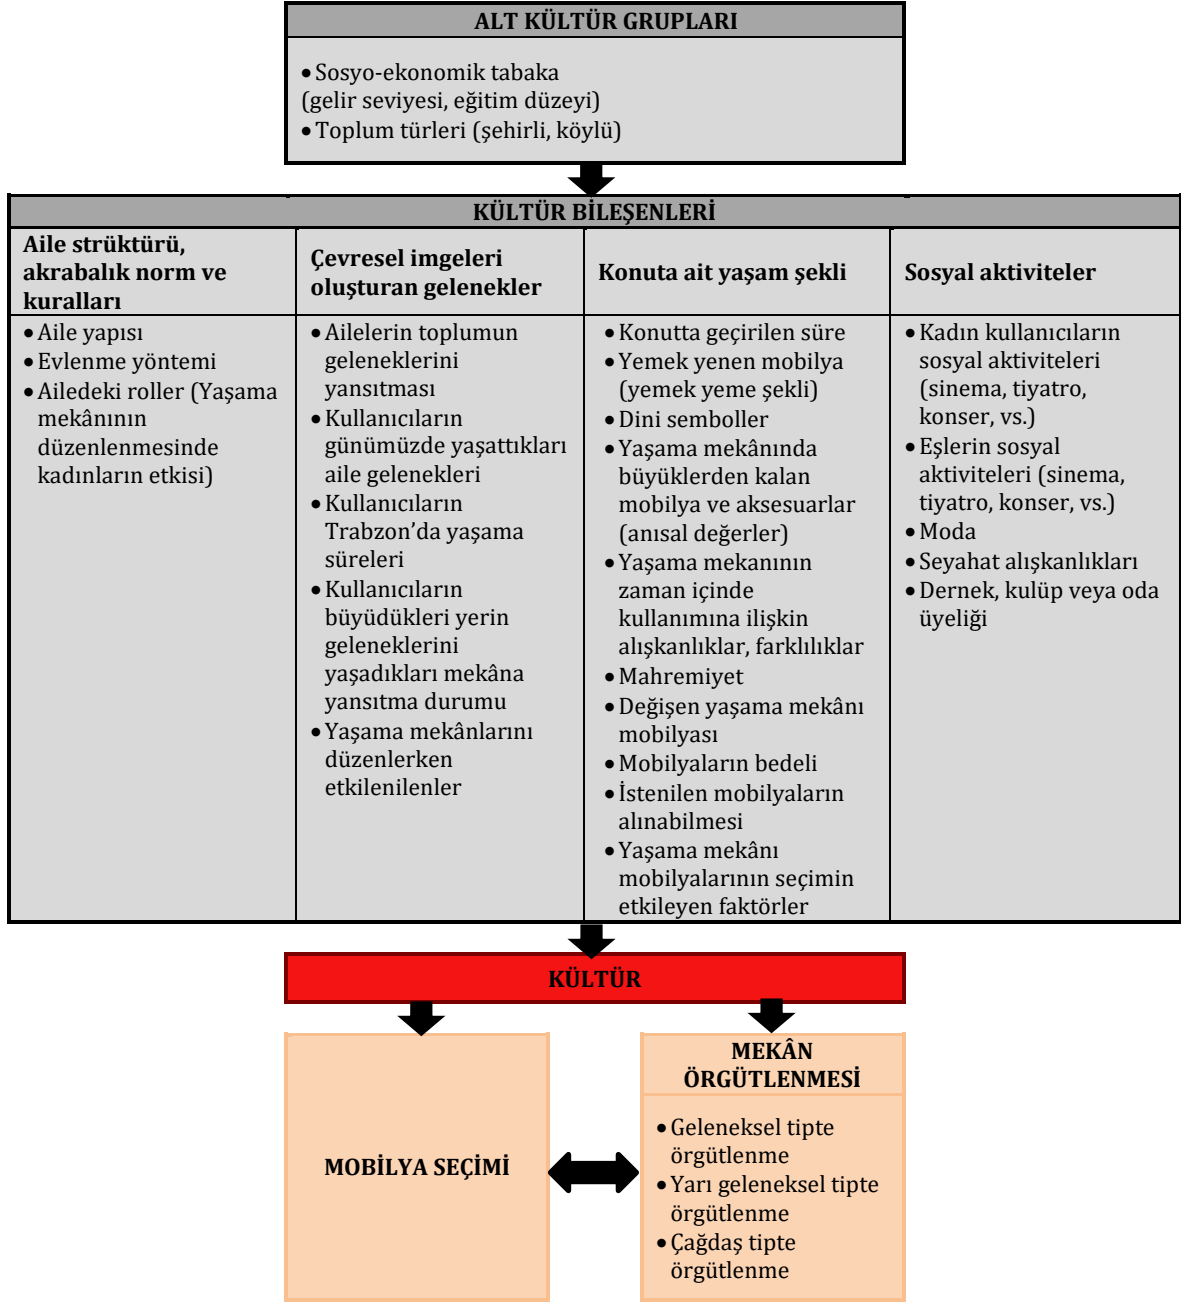 ALT KÜLTÜR GRUPLARI
• Sosyo-ekonomik tabaka
(gelir seviyesi, eğitim düzeyi)
• Toplum türleri (şehirli, köylü)
KÜLTÜR BİLEŞENLERİ
Aile strüktürü,
akrabalık norm ve
kuralları
• Aile yapısı
• Evlenme yöntemi
• Ailedeki roller (Yaşama
mekânının
düzenlenmesinde
kadınların etkisi)
Çevresel imgeleri
oluşturan gelenekler
• Ailelerin toplumun
geleneklerini
yansıtması
• Kullanıcıların
günümüzde yaşattıkları
aile gelenekleri
• Kullanıcıların
Trabzon’da yaşama
süreleri
• Kullanıcıların
büyüdükleri yerin
geleneklerini
yaşadıkları mekâna
yansıtma durumu
• Yaşama mekânlarını
düzenlerken
etkilenilenler
Konuta ait yaşam şekli
• Konutta geçirilen süre
• Yemek yenen mobilya
(yemek yeme şekli)
• Dini semboller
• Yaşama mekânında
büyüklerden kalan
mobilya ve aksesuarlar
(anısal değerler)
• Yaşama mekanının
zaman içinde
kullanımına ilişkin
alışkanlıklar, farklılıklar
• Mahremiyet
• Değişen yaşama mekânı
mobilyası
• Mobilyaların bedeli
• İstenilen mobilyaların
alınabilmesi
• Yaşama mekânı
mobilyalarının seçimin
etkileyen faktörler
Sosyal aktiviteler
• Kadın kullanıcıların
sosyal aktiviteleri
(sinema, tiyatro,
konser, vs.)
• Eşlerin sosyal
aktiviteleri (sinema,
tiyatro, konser, vs.)
• Moda
• Seyahat alışkanlıkları
• Dernek, kulüp veya oda
üyeliği
KÜLTÜR
MOBİLYA SEÇİMİ
MEKÂN
ÖRGÜTLENMESİ
• Geleneksel tipte
örgütlenme
• Yarı geleneksel tipte
örgütlenme
• Çağdaş tipte
örgütlenme